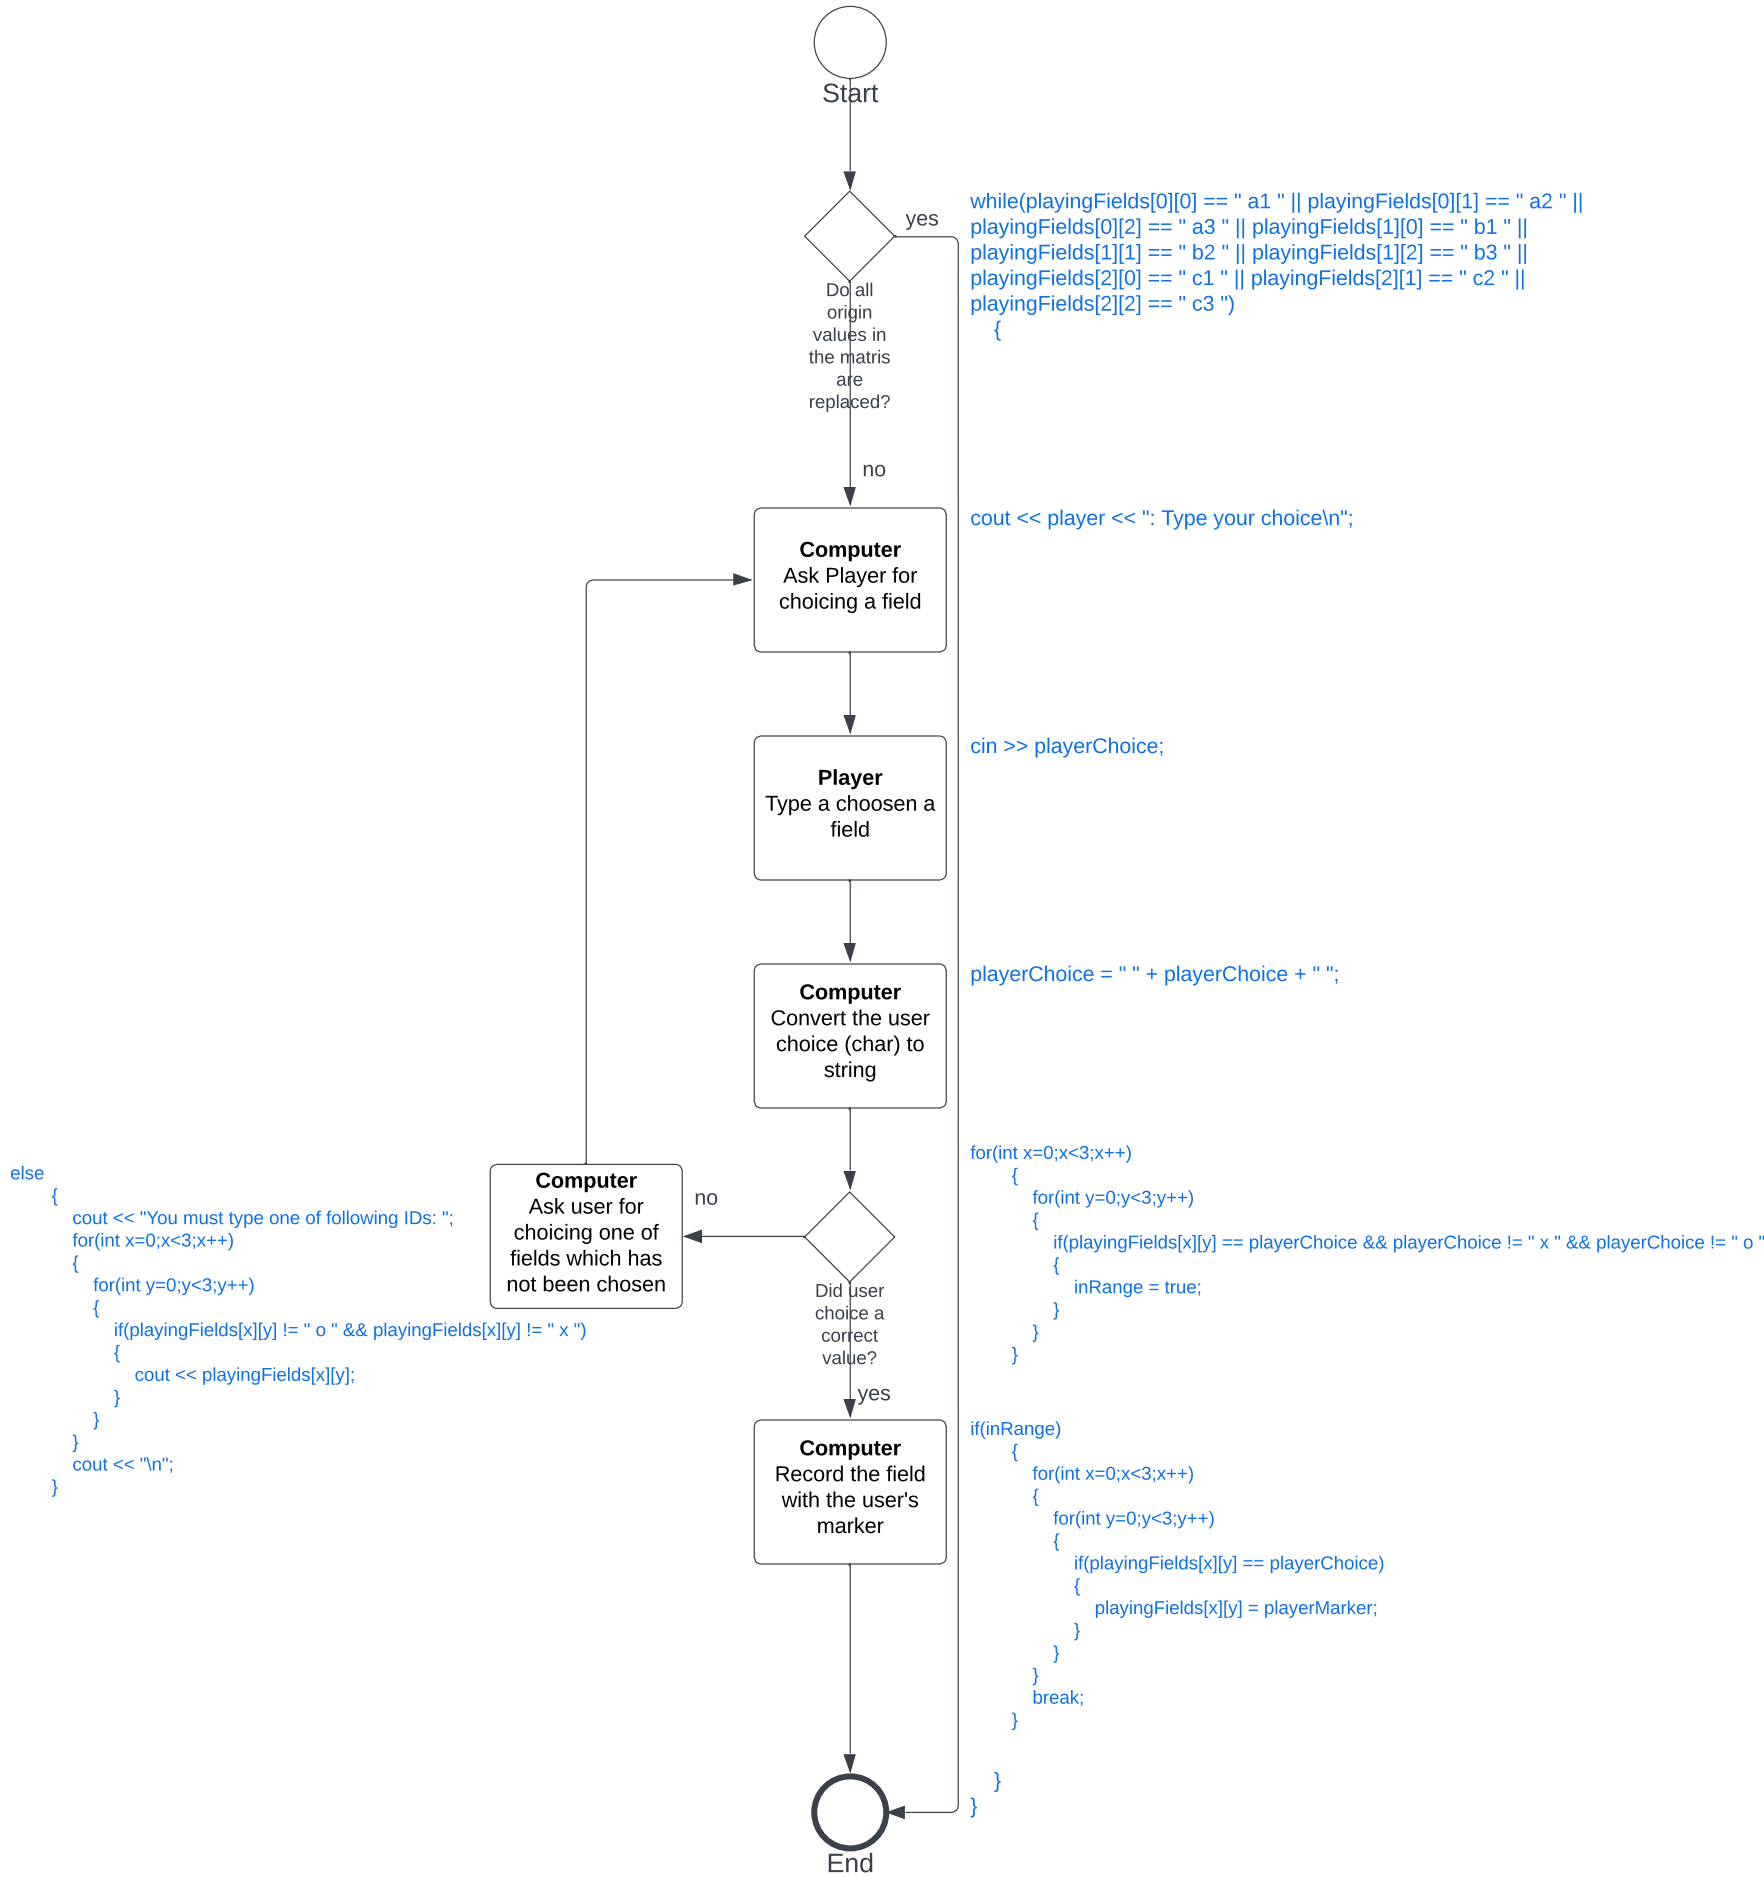 Start
yes
while(playingFields[0][0] == " a1 " || playingFields[0][1] == " a2 " ||
playingFields[0][2] == " a3 " || playingFields[1][0] == " b1 " ||
playingFields[1][1] == " b2 " || playingFields[1][2] == " b3 " ||
playingFields[2][0] == " c1 " || playingFields[2][1] == " c2 " ||
playingFields[2][2] == " c3 ")
{
Do all
origin
values in
the matris
are
replaced?
no
Computer
Ask Player for
choicing a field
cout << player << ": Type your choice\n";
Player
Type a choosen a
field
cin >> playerChoice;
Computer
Convert the user
choice (char) to
string
playerChoice = " " + playerChoice + " ";
else
{
cout << "You must type one of following IDs: ";
for(int x=0;x<3;x++)
{
for(int y=0;y<3;y++)
{
if(playingFields[x][y] != " o " && playingFields[x][y] != " x ")
{
cout << playingFields[x][y];
}
}
}
cout << "\n";
}
Computer
Ask user for
choicing one of
fields which has
not been chosen
no
Did user
choice a
correct
value?
yes
for(int x=0;x<3;x++)
{
for(int y=0;y<3;y++)
{
if(playingFields[x][y] == playerChoice && playerChoice != " x " && playerChoice != " o "
{
inRange = true;
}
}
}
Computer
Record the field
with the user's
marker
if(inRange)
{
for(int x=0;x<3;x++)
{
for(int y=0;y<3;y++)
{
if(playingFields[x][y] == playerChoice)
{
playingFields[x][y] = playerMarker;
}
}
}
break;
}
}
}
End